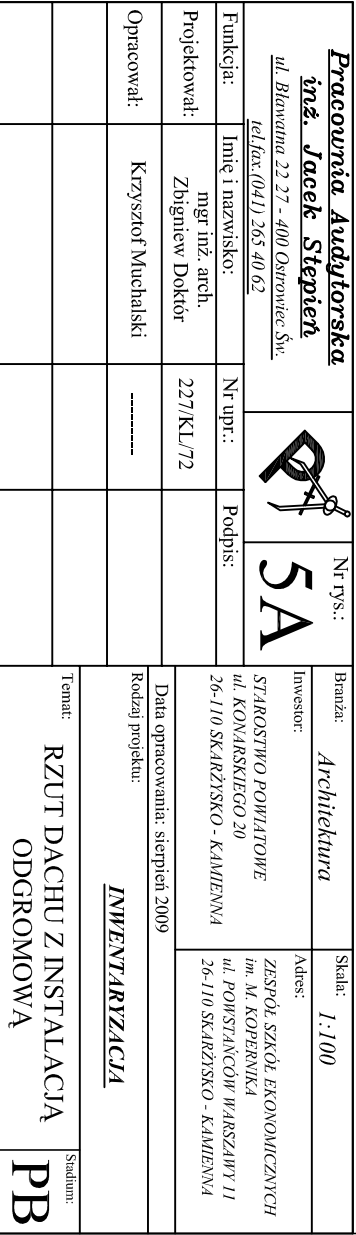 Pracownia Audytorska
inż. Jacek Stępień
ul. Bławatna 22 27 - 400 Ostrowiec Św.
tel.fax.(041) 265 40 62
Nr rys.:
5A
Funkcja:
Imię i nazwisko:
Nr upr.:
Podpis:
Projektował:
mgr inż. arch.
Zbigniew Doktór
227/KL/72
Opracował:
Krzysztof Muchalski
---------
Branża:
Architektura
Skala:
1:100
Inwestor:
STAROSTWO POWIATOWE
ul. KONARSKIEGO 20
26-110 SKARŻYSKO - KAMIENNA
Adres:
ZESPÓŁ SZKÓŁ EKONOMICZNYCH
im. M. KOPERNIKA
ul. POWSTAŃCÓW WARSZAWY 11
26-110 SKARŻYSKO - KAMIENNA
Data opracowania: sierpień 2009
Rodzaj projektu:
INWENTARYZACJA
Temat:
RZUT DACHU Z INSTALACJĄ
ODGROMOWĄ
Stadium:
PB